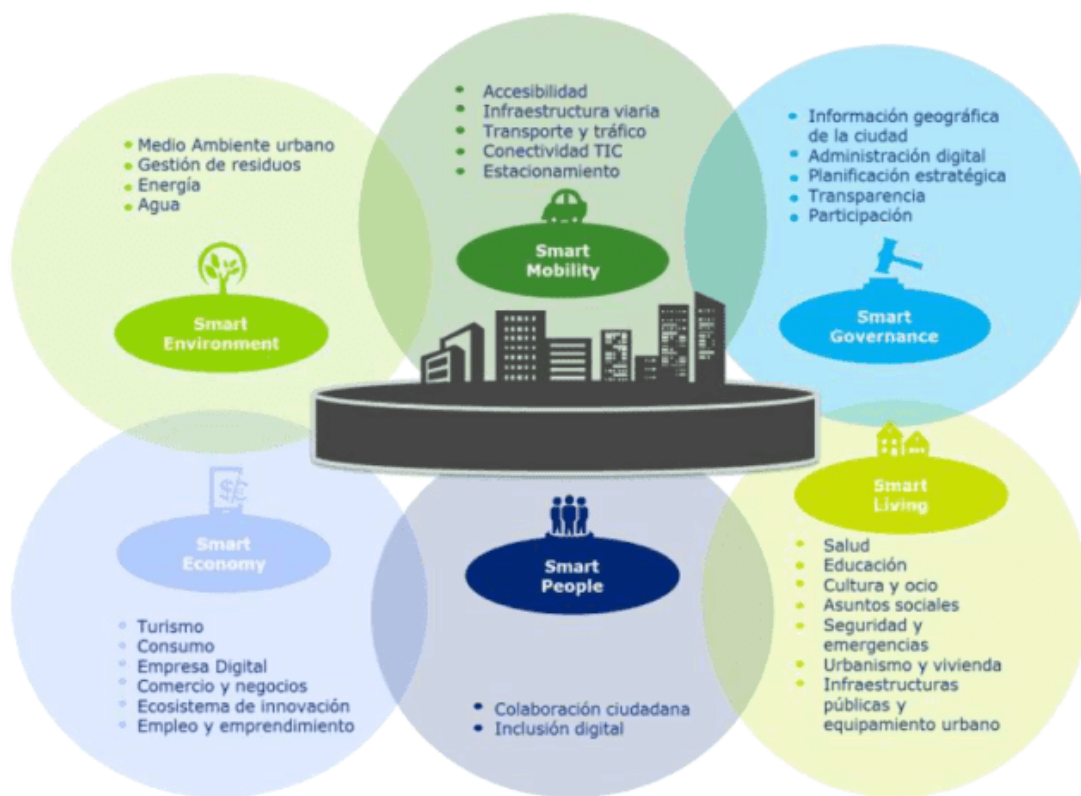 Medio Ambiente urbano
Gestión de residuos
Energía
Agua
Smart
Environment
Accesibilidad
Infraestructura viaria
Transporte y tráfico
Conectividad TIC
Estacionamiento
Smart
Mobility
Información geográfica
de la ciudad
Administración digital
Planificación estratégica
Transparencia
Participación
Smart
Governance
$/€
Smart
Economy
Turismo
Consumo
Empresa Digital
Comercio y negocios
Ecosistema de innovación
Empleo y emprendimiento
Smart
People
Colaboración ciudadana
Inclusión digital
Smart
Living
Salud
Educación
Cultura y ocio
Asuntos sociales
Seguridad y
emergencias
Urbanismo y vivienda
Infraestructuras
públicas y
equipamiento urbano